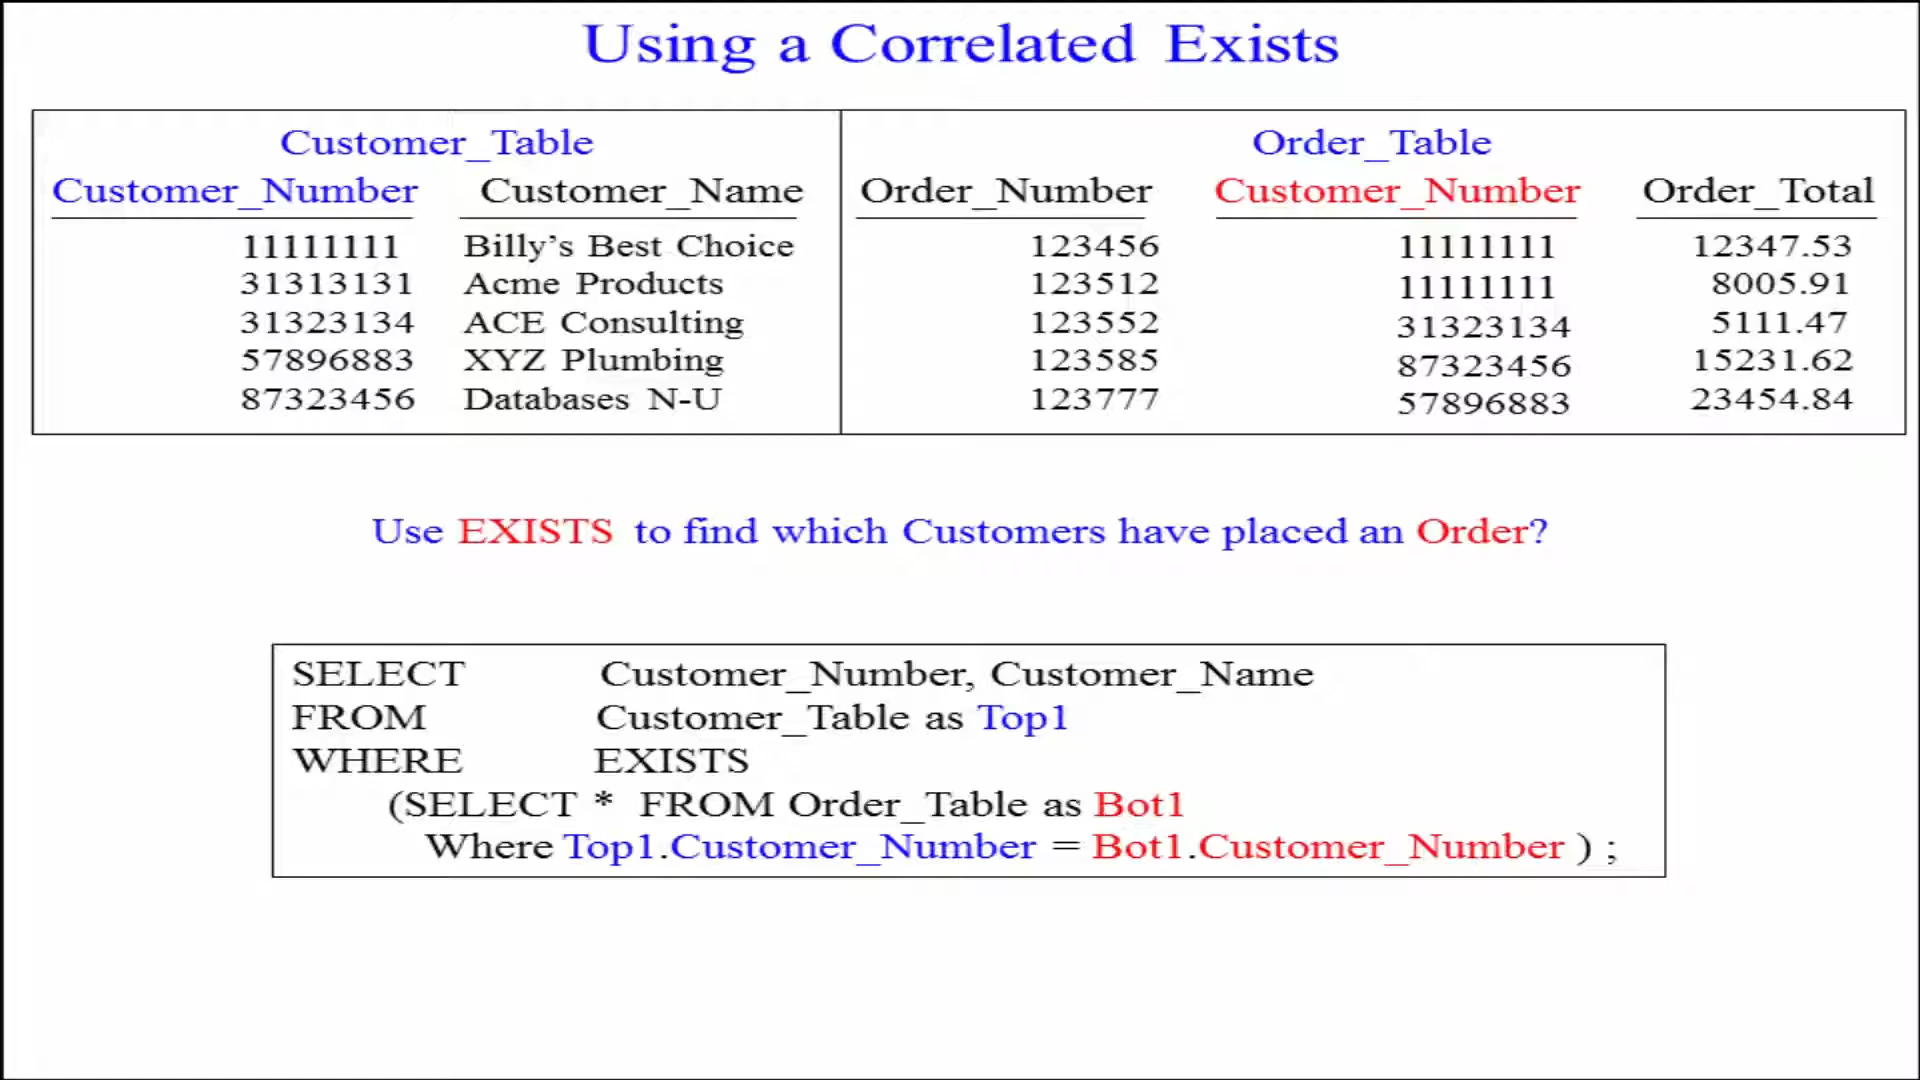 Using a Correlated Exists
Customer_Table
Customer_Number Customer_Name
11111111 Billy’s Best Choice
31313131 Acme Products
31323134 ACE Consulting
57896883 XYZ Plumbing
87323456 Databases N-U
Order_Table
Order_Number Customer_Number Order_Total
123456 11111111 12347.53
123512 11111111 8005.91
123552 31323134 5111.47
123585 87323456 15231.62
123777 57896883 23454.84
Use EXISTS to find which Customers have placed an Order?
SELECT Customer_Number, Customer_Name
FROM Customer_Table as Top1
WHERE EXISTS
(SELECT * FROM Order_Table as Bot1
Where Top1.Customer_Number = Bot1.Customer_Number ) ;